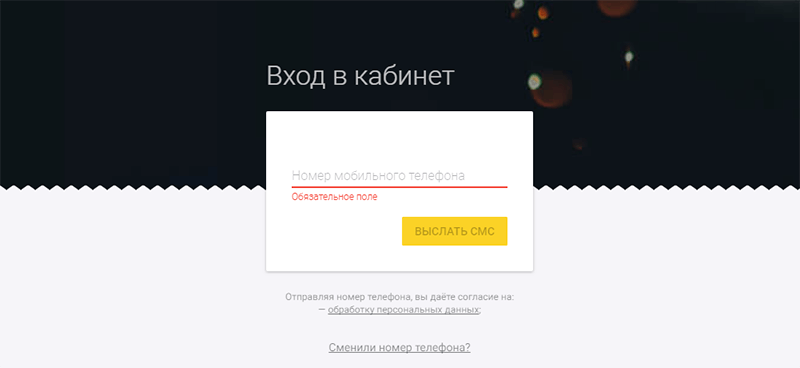 Вход в кабинет
Номер мобильного телефона
Обязательное поле
ВЫСЛАТЬ СМС
Отправляя номер телефона, вы даёте согласие на:
— обработку персональных данных;
Сменили номер телефона?